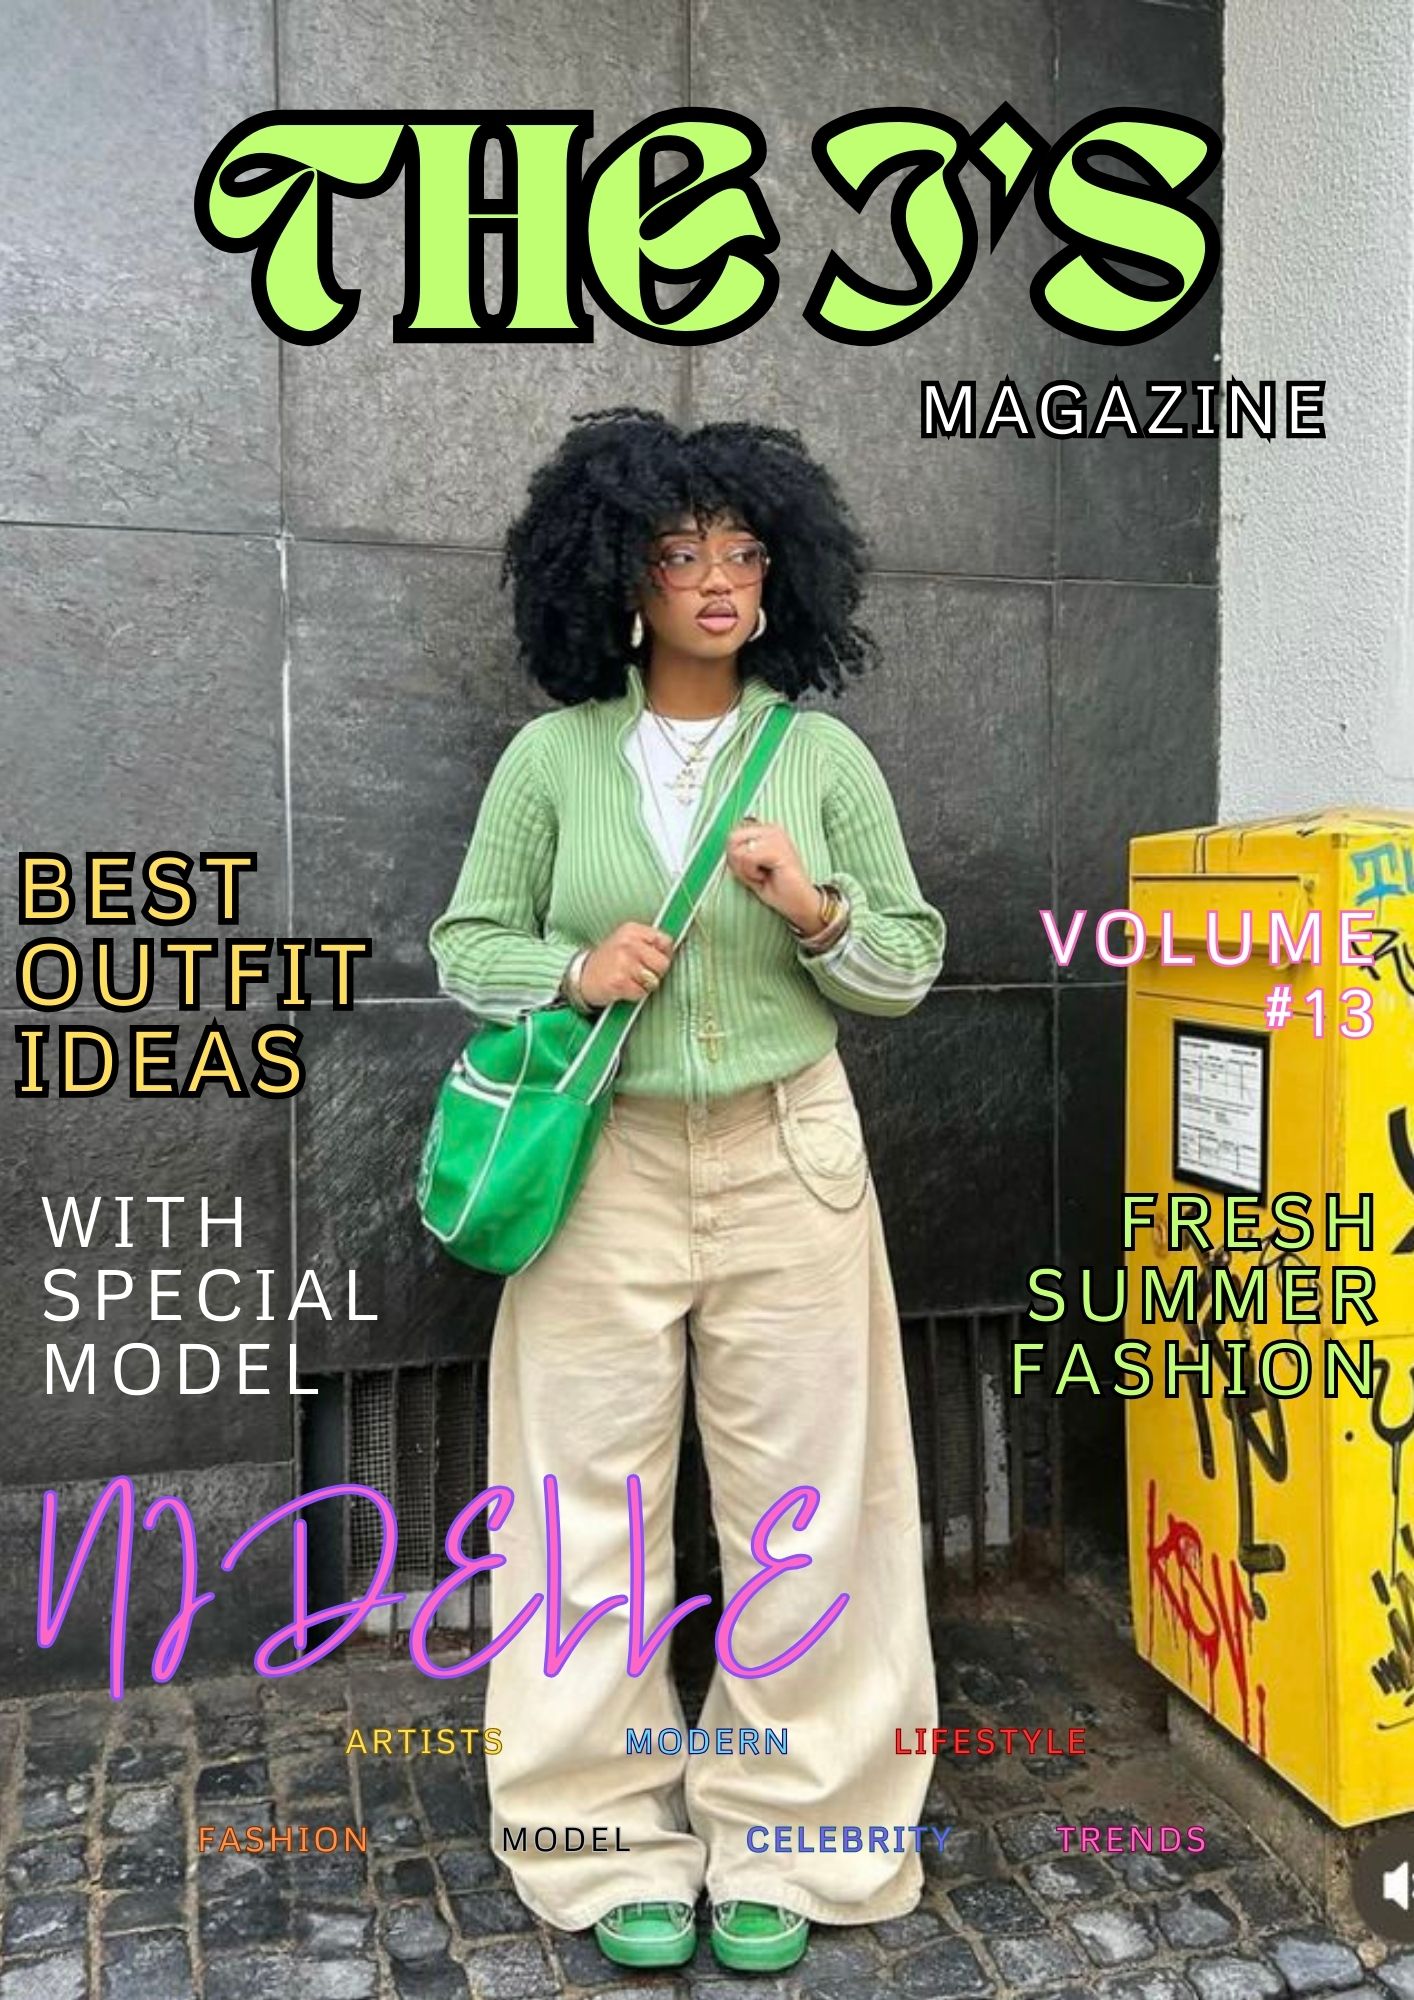 THE J'S
MAGAZINE
BEST
OUTFIT
IDEAS
VOLUME
#13
WITH
SPECIAL
MODEL
FRESH
SUMMER
FASHION
NJDELLE
ARTISTS MODERN LIFESTYLE
FASHION MODEL CELEBRITY TRENDS